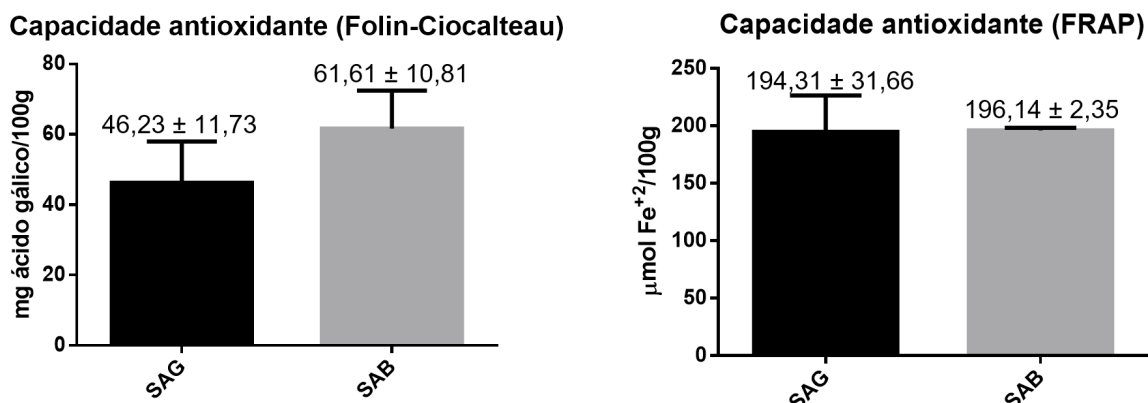 Capacidade antioxidante (Folin-Ciocalteau)
mg ácido gálico/100g
80
60
40
20
0
46,23 ± 11,73
61,61 ± 10,81
SAG
SAB
Capacidade antioxidante (FRAP)
µmol Fe⁺²/100g
250
200
150
100
50
0
194,31 ± 31,66
196,14 ± 2,35
SAG
SAB